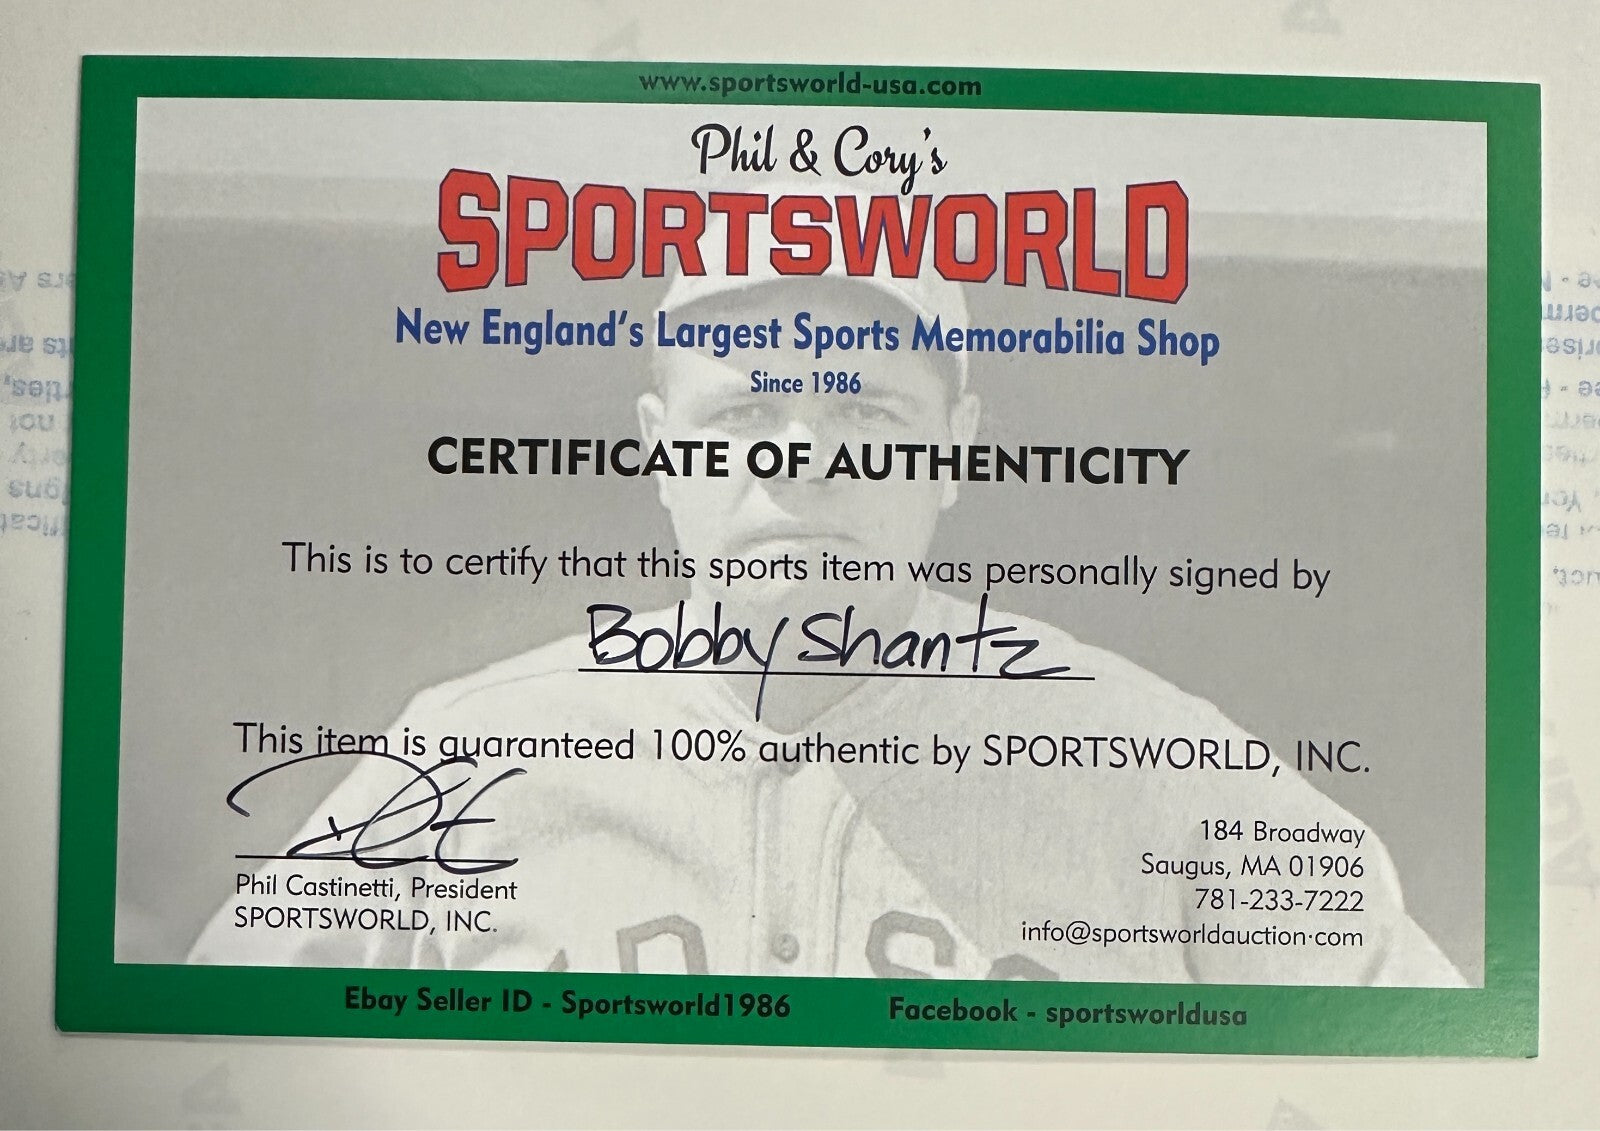 www.sportsworld-usa.com
Phil & Cory's
SPORTSWORLD
New England's Largest Sports Memorabilia Shop
Since 1986
CERTIFICATE OF AUTHENTICITY
This is to certify that this sports item was personally signed by
Bobby Shantz
This item is guaranteed 100% authentic by SPORTSWORLD, INC.
Phil Castinetti, President
SPORTSWORLD, INC.
184 Broadway
Saugus, MA 01906
781-233-7222
info@sportsworldauction.com
Ebay Seller ID - Sportsworld1986
Facebook - sportsworldusa